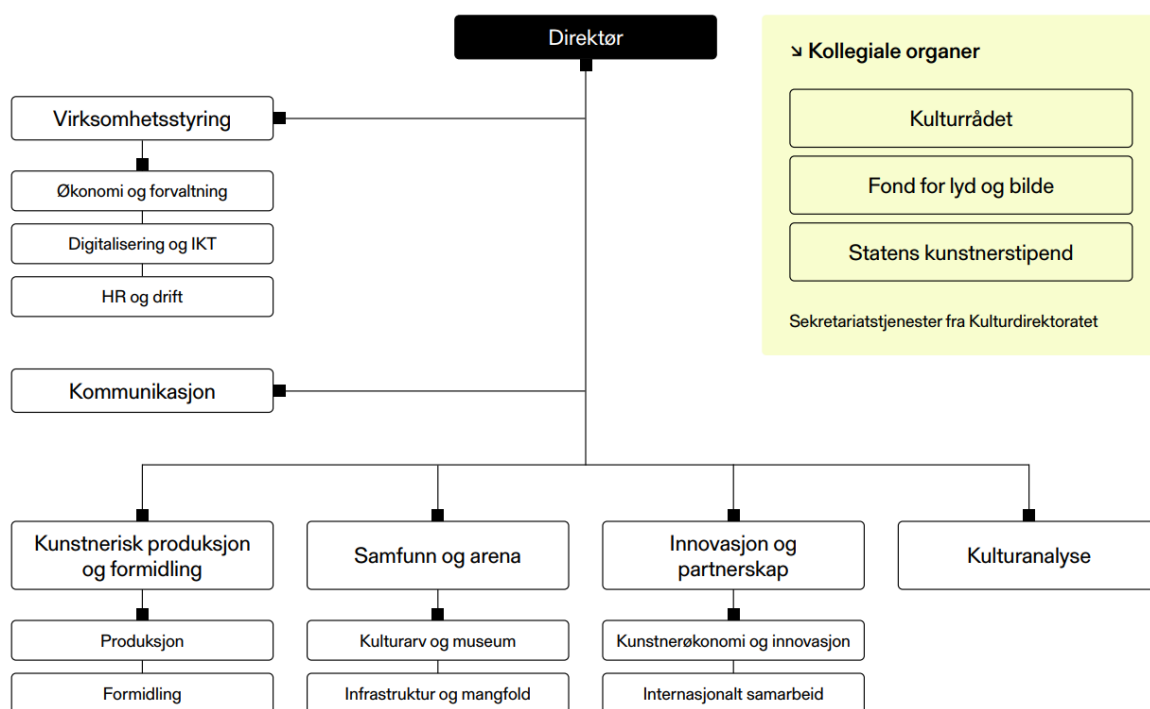 Direktør
↘ Kollegiale organer
Kulturrådet
Fond for lyd og bilde
Statens kunstnerstipend
Sekretariatstjenester fra Kulturdirektoratet
Virksomhetsstyring
Økonomi og forvaltning
Digitalisering og IKT
HR og drift
Kommunikasjon
Kunstnerisk produksjon
og formidling
Produksjon
Formidling
Samfunn og arena
Kulturarv og museum
Infrastruktur og mangfold
Innovasjon og
partnerskap
Kunstnerøkonomi og innovasjon
Internasjonalt samarbeid
Kulturanalyse